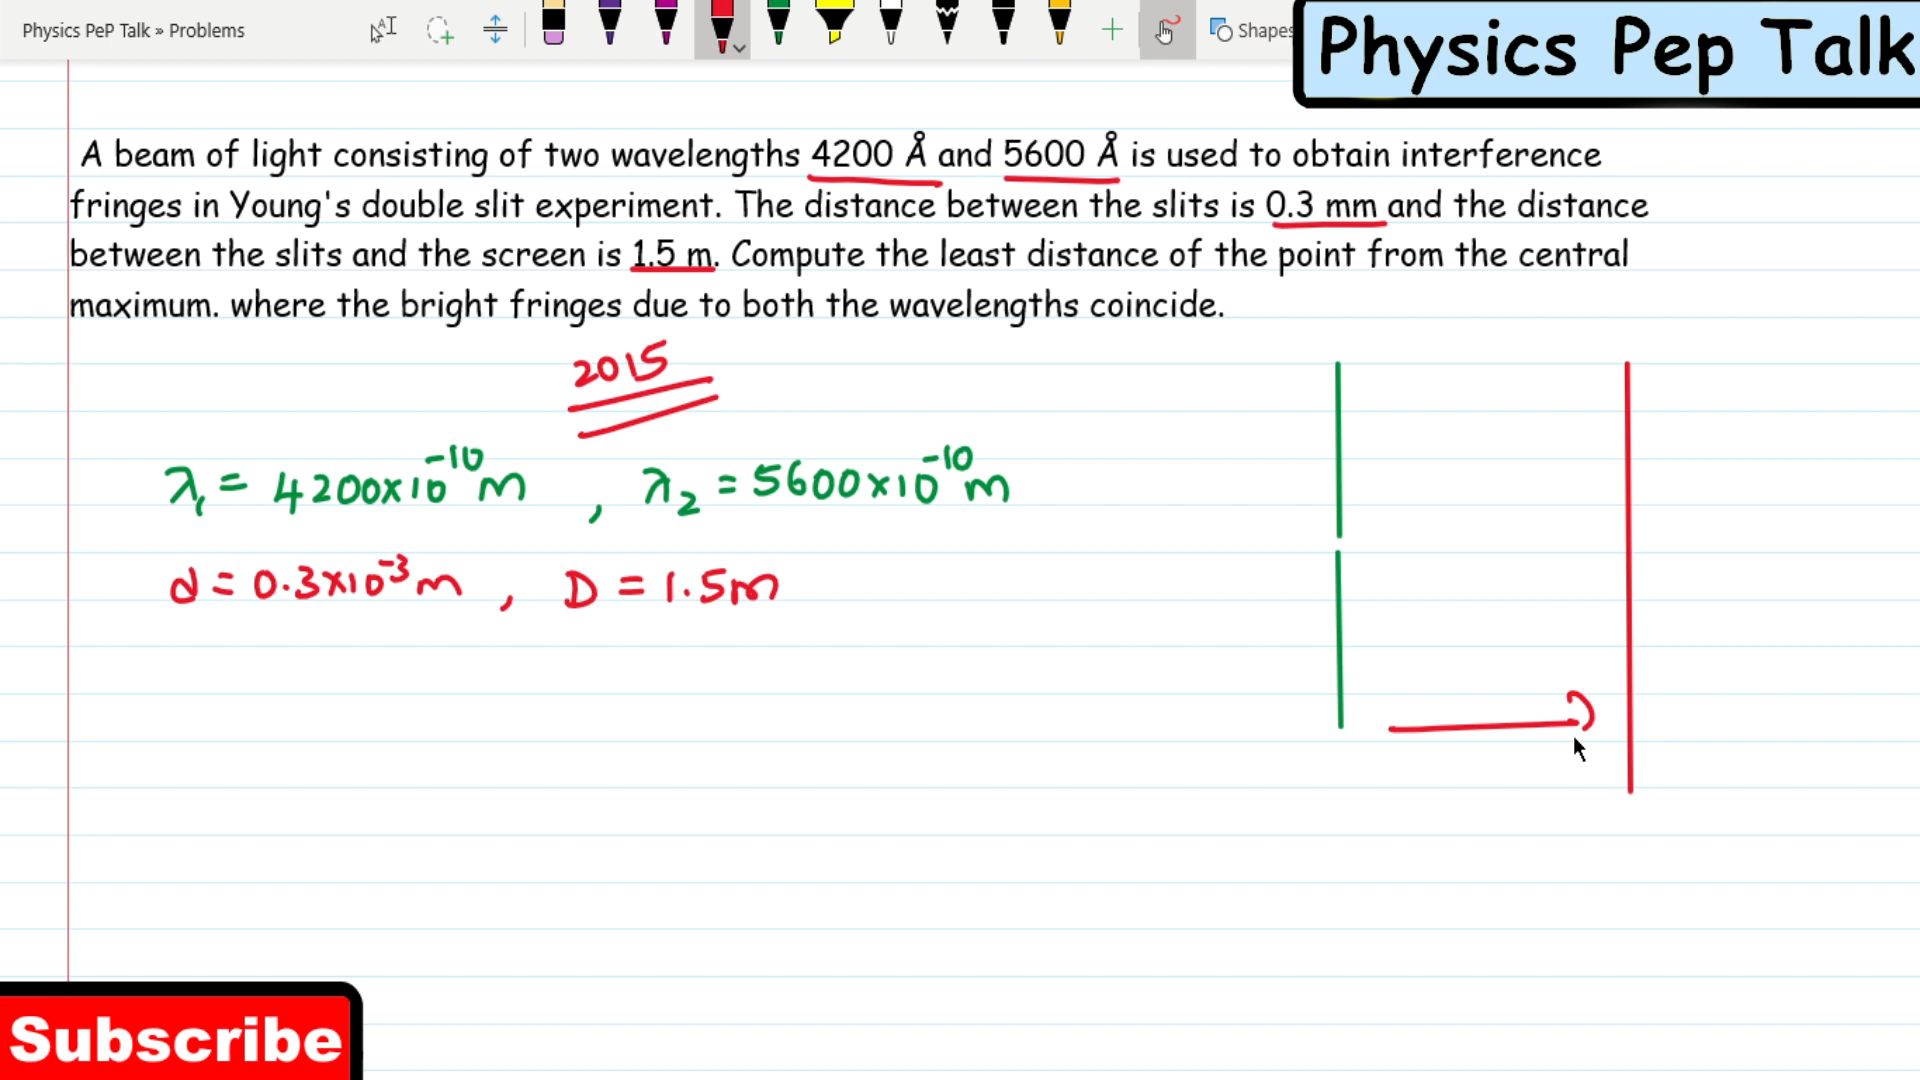 Physics PeP Talk » Problems
Shapes
Physics Pep Talk
A beam of light consisting of two wavelengths 4200 Å and 5600 Å is used to obtain interference
fringes in Young's double slit experiment. The distance between the slits is 0.3 mm and the distance
between the slits and the screen is 1.5 m. Compute the least distance of the point from the central
maximum. where the bright fringes due to both the wavelengths coincide.
2015
λ₁ = 4200×10⁻¹⁰ m , λ₂ = 5600×10⁻¹⁰ m
d = 0.3×10⁻³ m , D = 1.5 m
Subscribe